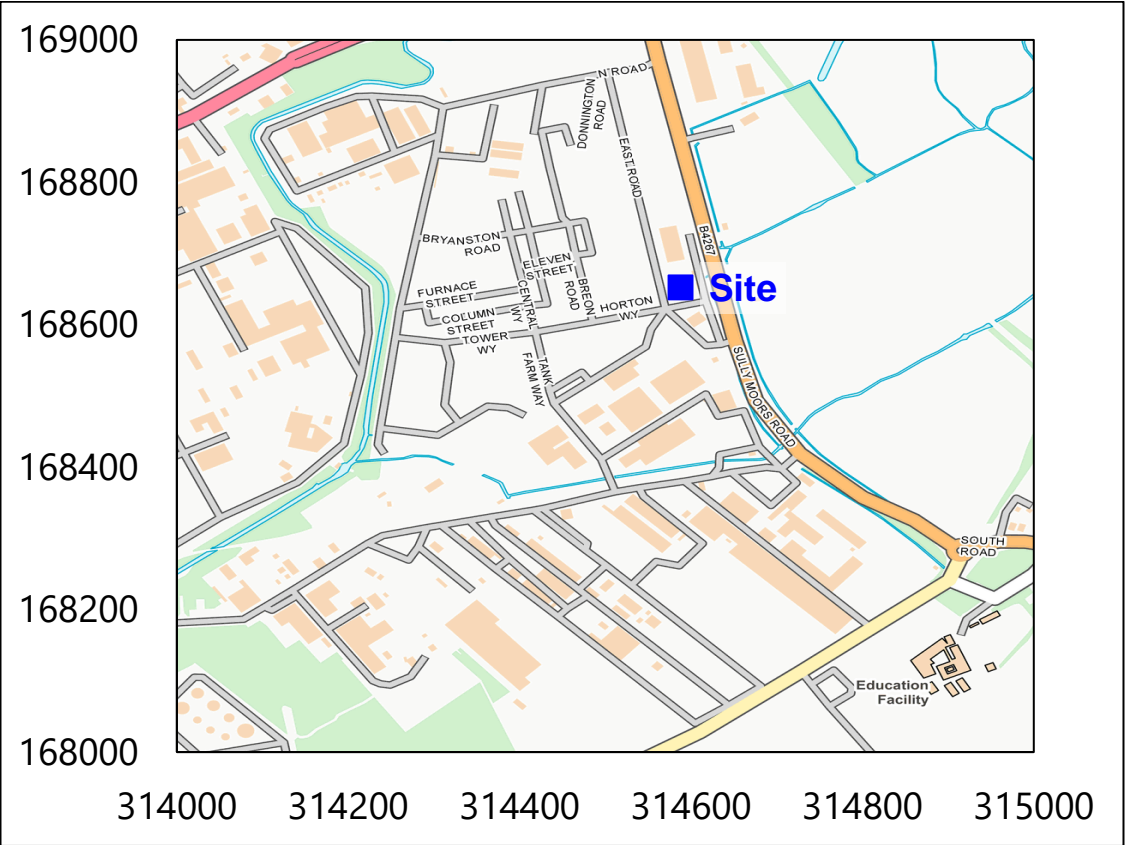 169000
168800
168600
168400
168200
168000
314000
314200
314400
314600
314800
315000
N ROAD
DONNINGTON
ROAD
EAST ROAD
B4267
BRYANSTON
ROAD
ELEVEN
STREET
FURNACE
STREET
CENTRAL
WY
BREON
ROAD
Site
COLUMN
STREET
HORTON
WY
TOWER
WY
TANK
FARM WAY
SULLY MOORS ROAD
SOUTH
ROAD
Education
Facility